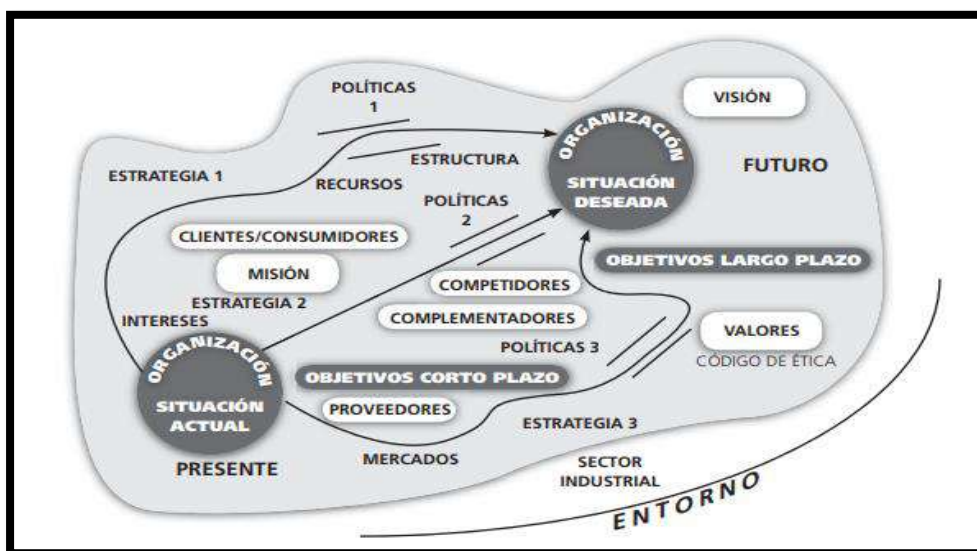 POLÍTICAS
1
VISIÓN
ORGANIZACIÓN
SITUACIÓN
DESEADA
FUTURO
ESTRUCTURA
ESTRATEGIA 1
RECURSOS
POLÍTICAS
2
CLIENTES/CONSUMIDORES
MISIÓN
OBJETIVOS LARGO PLAZO
COMPETIDORES
ESTRATEGIA 2
INTERESES
COMPLEMENTADORES
VALORES
CÓDIGO DE ÉTICA
POLÍTICAS 3
ORGANIZACIÓN
SITUACIÓN
ACTUAL
OBJETIVOS CORTO PLAZO
PROVEEDORES
ESTRATEGIA 3
MERCADOS
PRESENTE
SECTOR
INDUSTRIAL
ENTORNO